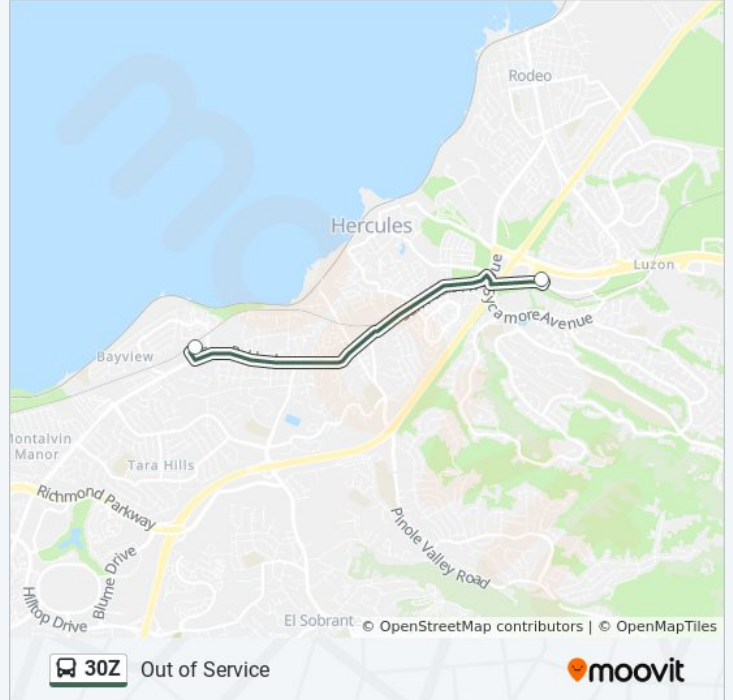 Rodeo
Hercules
Luzon
Sycamore Avenue
Bayview
Montalvin
Manor
Tara Hills
Richmond Parkway
Pinole Valley Road
Blume Drive
Hilltop Drive
El Sobrant
© OpenStreetMap contributors | © OpenMapTiles
30Z Out of Service
moovit